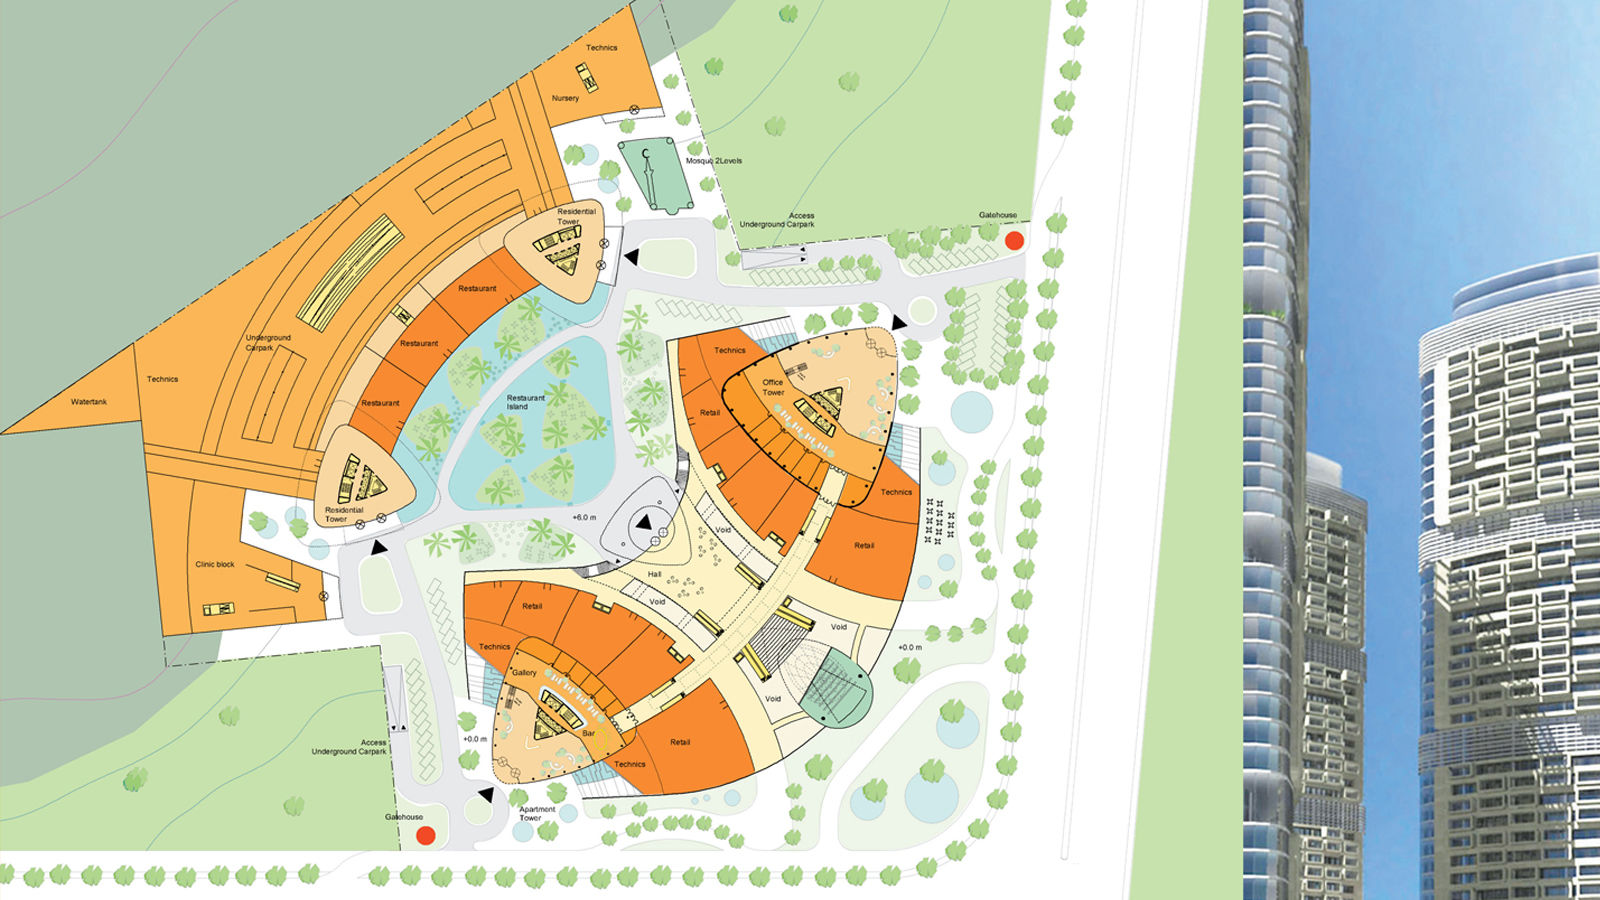 Technics
Nursery
Mosque 2Levels
Residential
Tower
Access
Underground Carpark
Gatehouse
Restaurant
Restaurant
Restaurant
Underground
Carpark
Technics
Watertank
Restaurant
Island
Technics
Office
Tower
Retail
Technics
Retail
Residential
Tower
+6.0 m
Void
Hall
Clinic block
Void
Retail
Void
+0.0 m
Technics
Gallery
Void
Bar
Retail
+0.0 m
Access
Underground Carpark
Technics
Apartment
Tower
Gatehouse